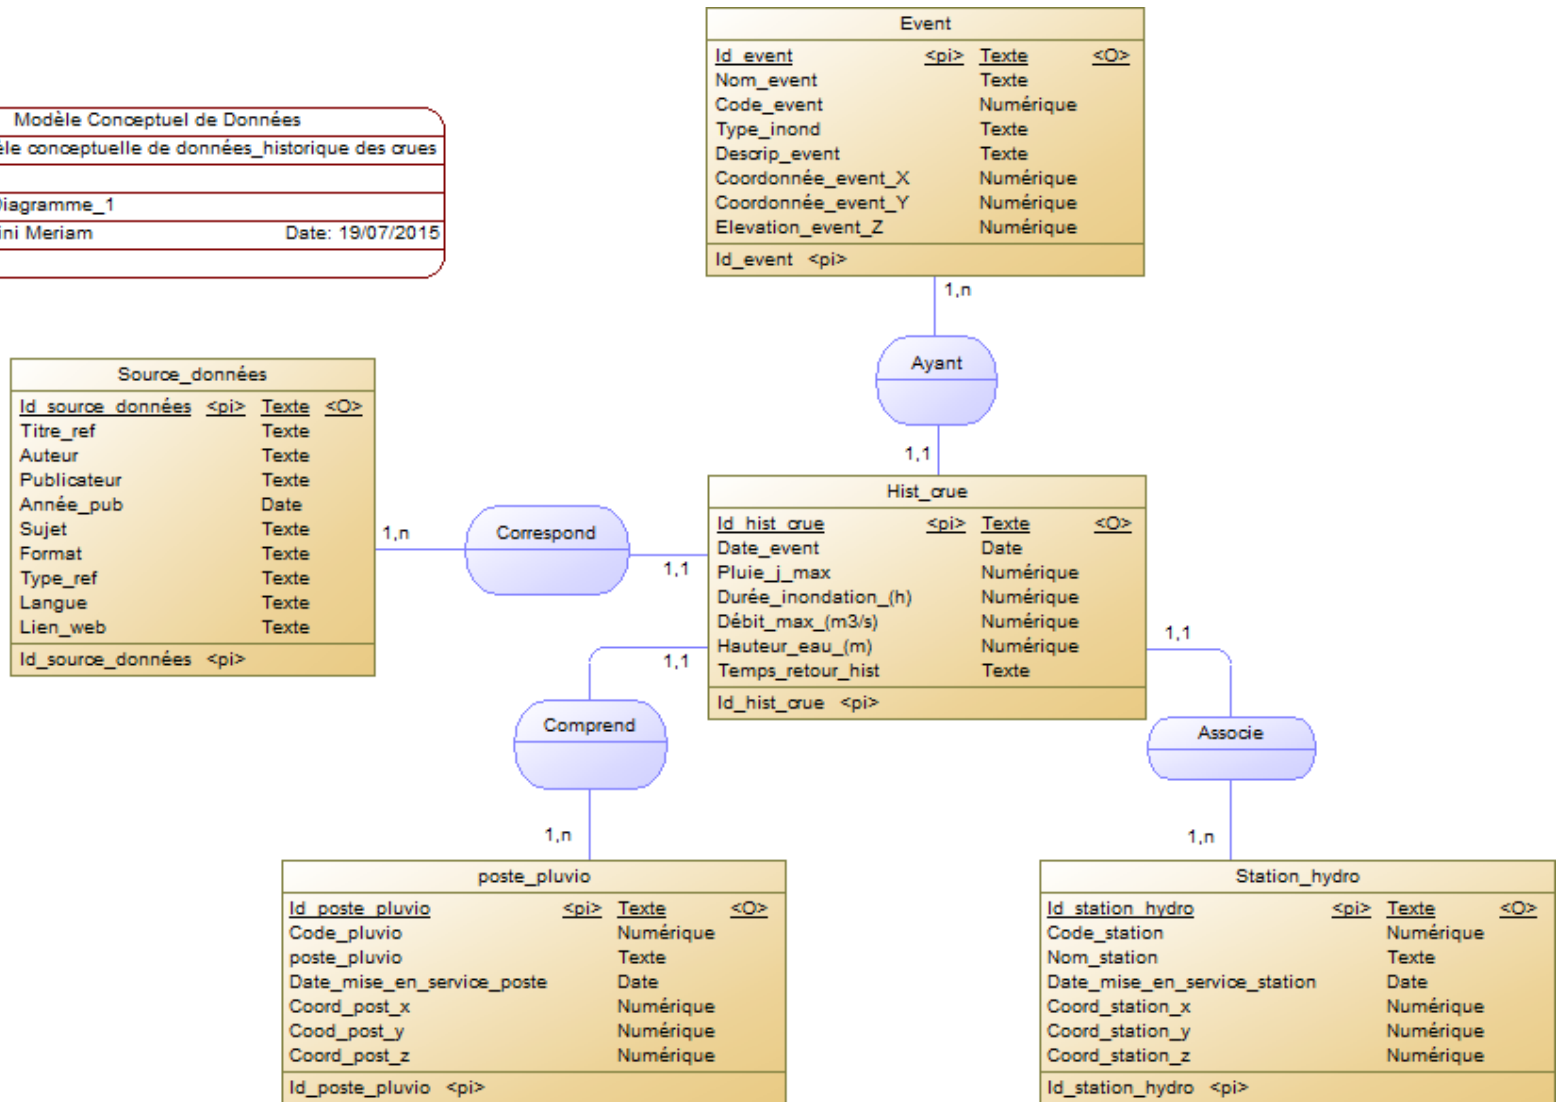 Event
Id_event <pi> Texte <O>
Nom_event Texte
Code_event Numérique
Type_inond Texte
Descrip_event Texte
Coordonnée_event_X Numérique
Coordonnée_event_Y Numérique
Elevation_event_Z Numérique
Id_event <pi>
Modèle Conceptuel de Données
èle conceptuelle de données_historique des crues
Diagramme_1
ini Meriam Date: 19/07/2015
1,n
Ayant
1,1
Source_données
Id_source_données <pi> Texte <O>
Titre_ref Texte
Auteur Texte
Publicateur Texte
Année_pub Date
Sujet Texte
Format Texte
Type_ref Texte
Langue Texte
Lien_web Texte
Id_source_données <pi>
1,n
Correspond
1,1
Hist_crue
Id_hist_crue <pi> Texte <O>
Date_event Date
Pluie_j_max Numérique
Durée_inondation_(h) Numérique
Débit_max_(m3/s) Numérique
Hauteur_eau_(m) Numérique
Temps_retour_hist Texte
Id_hist_crue <pi>
1,1
Comprend
1,n
1,1
Associe
1,n
poste_pluvio
Id_poste_pluvio <pi> Texte <O>
Code_pluvio Numérique
poste_pluvio Texte
Date_mise_en_service_poste Date
Coord_post_x Numérique
Cood_post_y Numérique
Coord_post_z Numérique
Id_poste_pluvio <pi>
Station_hydro
Id_station_hydro <pi> Texte <O>
Code_station Numérique
Nom_station Texte
Date_mise_en_service_station Date
Coord_station_x Numérique
Coord_station_y Numérique
Coord_station_z Numérique
Id_station_hydro <pi>